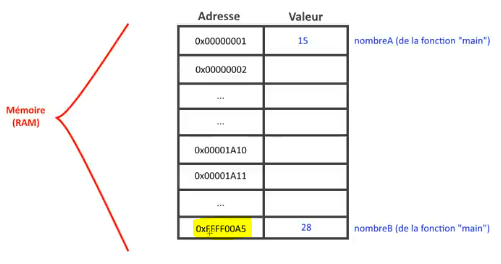 Adresse Valeur
0x00000001 15 nombreA (de la fonction "main")
0x00000002
...
Mémoire
(RAM)
...
0x00001A10
0x00001A11
...
0xFFFF00A5 28 nombreB (de la fonction "main")